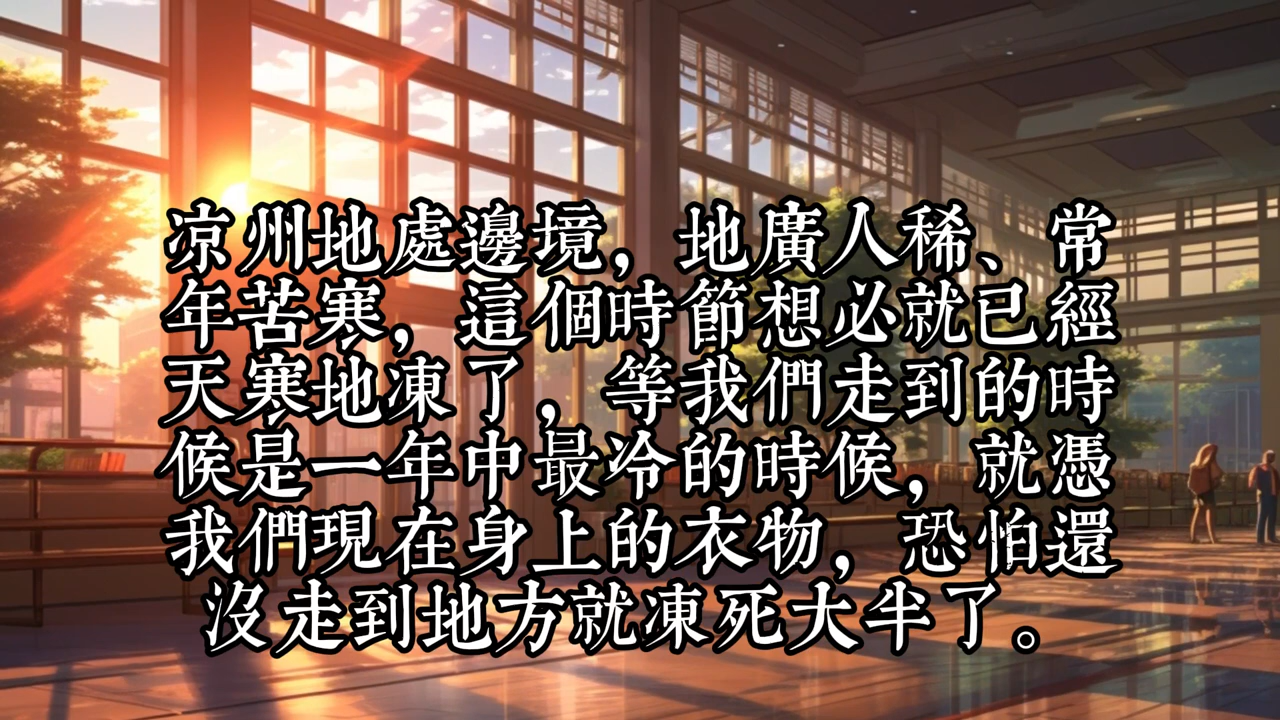 凉州地處邊境，地廣人稀、常
年苦寒，這個時節想必就已經
天寒地凍了，等我們走到的時
候是一年中最冷的時候，就憑
我們現在身上的衣物，恐怕還
沒走到地方就凍死大半了。